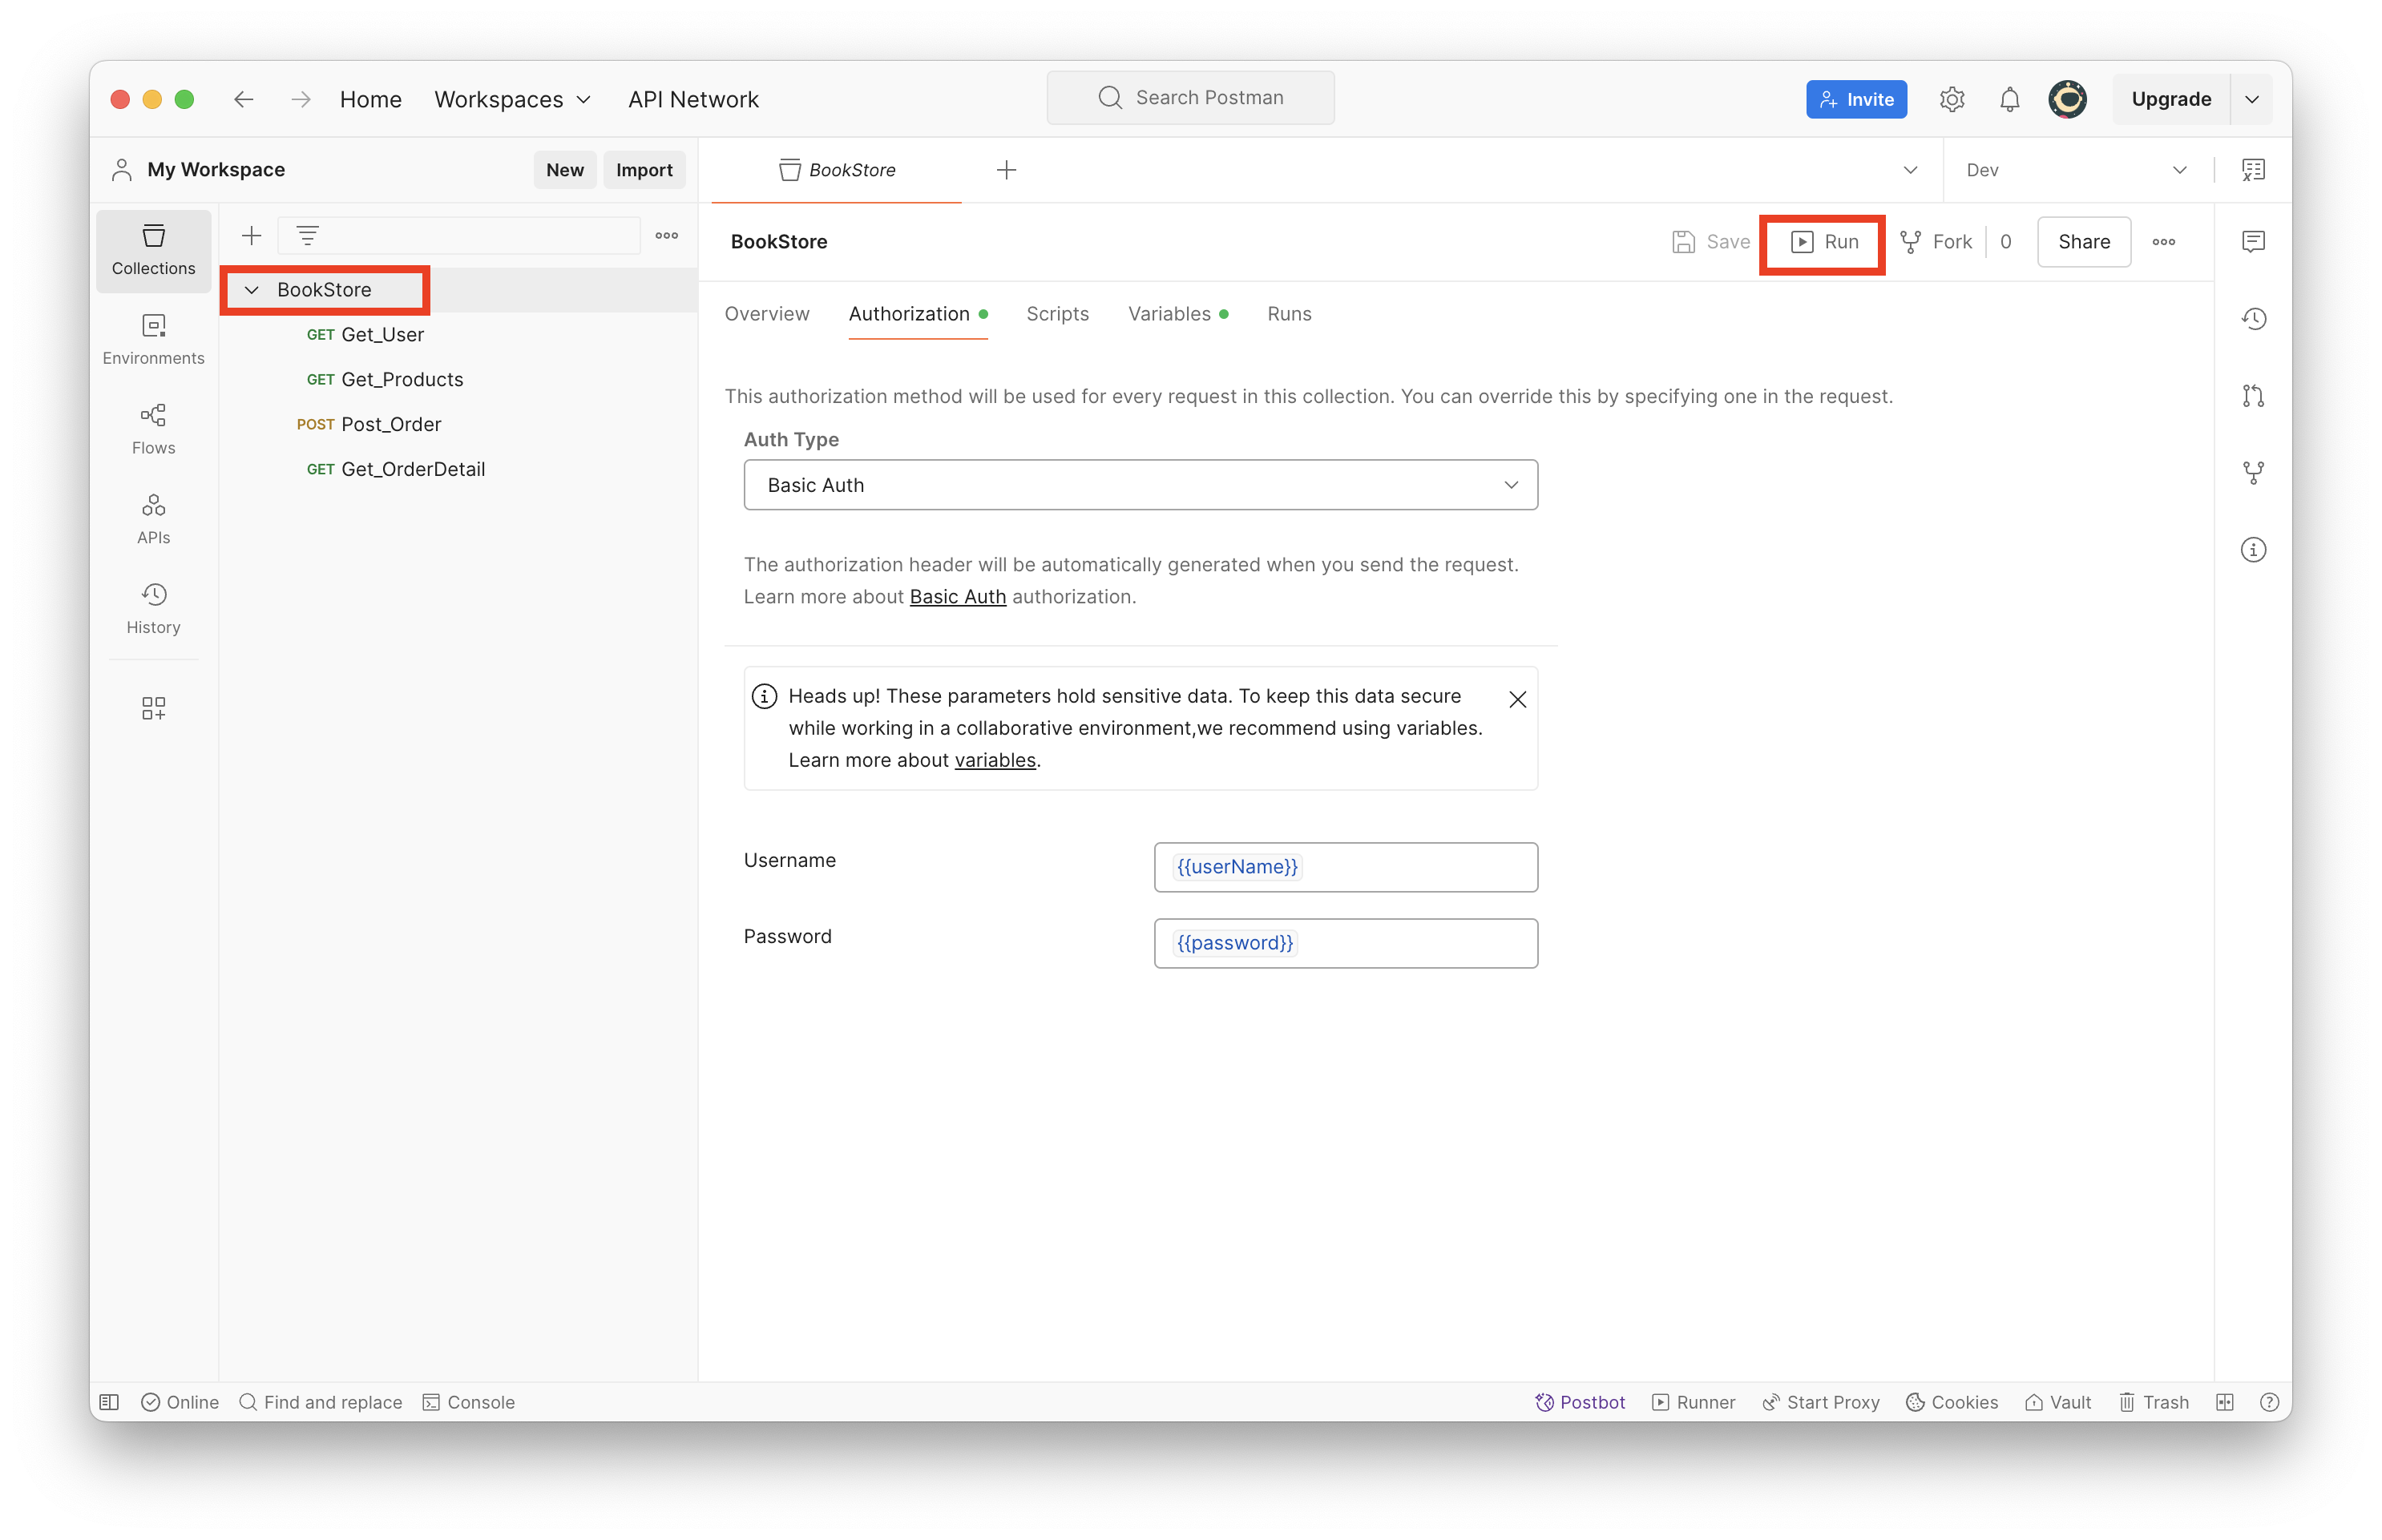 Home Workspaces API Network Search Postman Invite Upgrade
My Workspace New Import BookStore Dev
Collections
Environments
Flows
APIs
History
BookStore
GET Get_User
GET Get_Products
POST Post_Order
GET Get_OrderDetail
BookStore Save Run Fork 0 Share
Overview Authorization Scripts Variables Runs
This authorization method will be used for every request in this collection. You can override this by specifying one in the request.
Auth Type
Basic Auth
The authorization header will be automatically generated when you send the request.
Learn more about Basic Auth authorization.
Heads up! These parameters hold sensitive data. To keep this data secure
while working in a collaborative environment,we recommend using variables.
Learn more about variables.
Username {{userName}}
Password {{password}}
Online Find and replace Console Postbot Runner Start Proxy Cookies Vault Trash